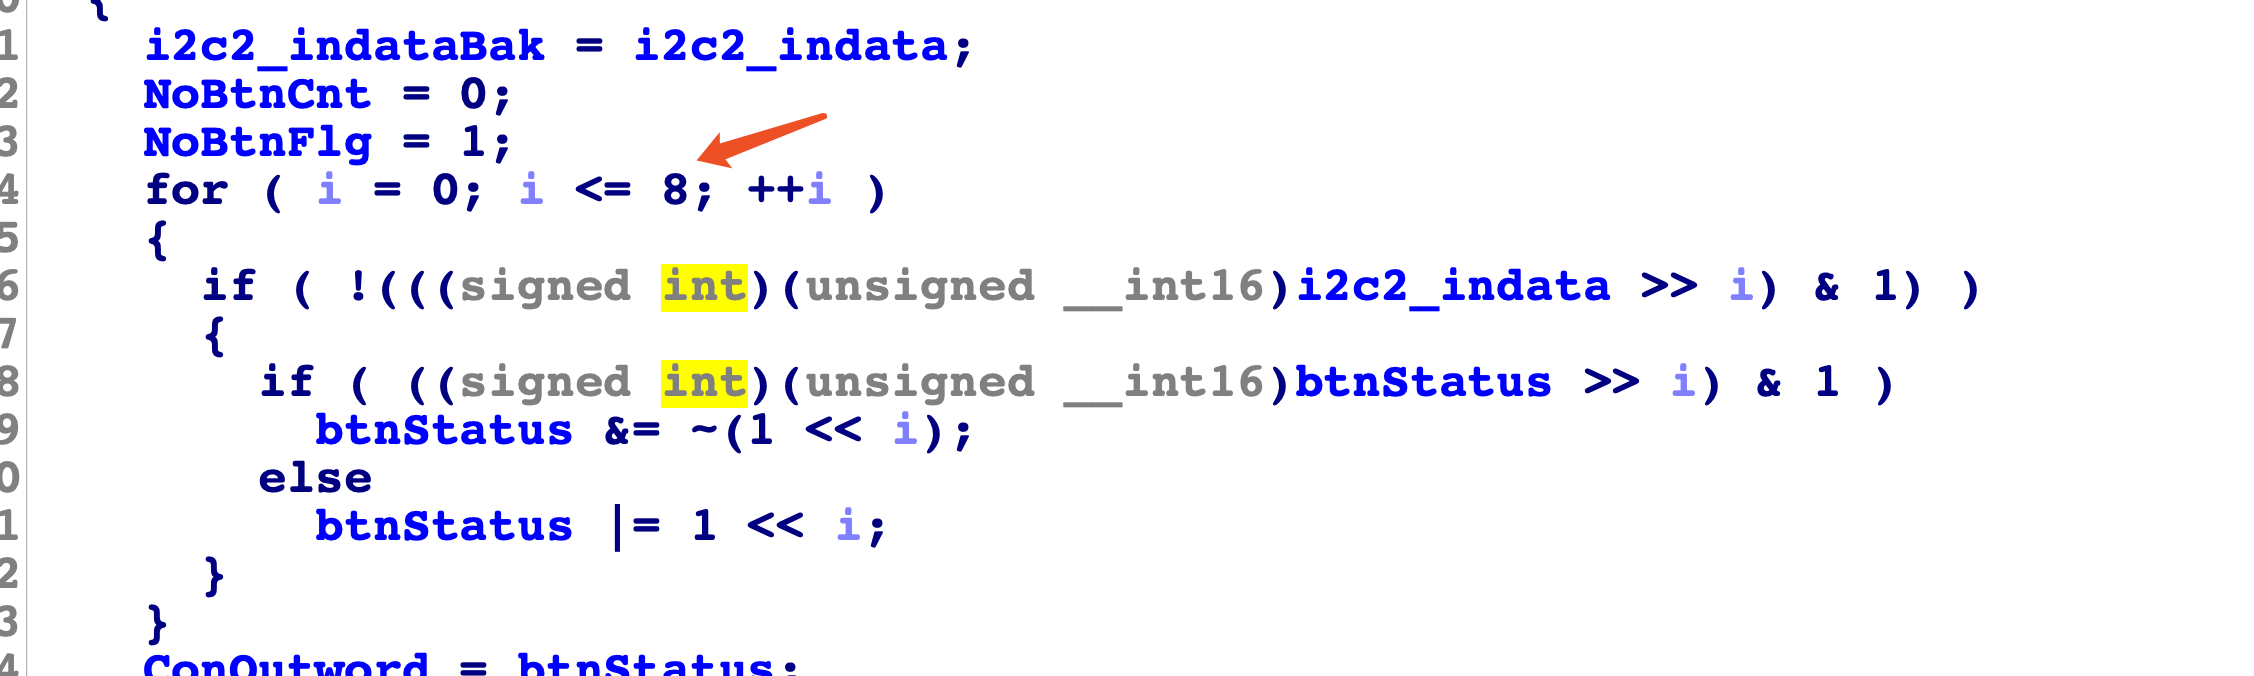 {
1 i2c2_indataBak = i2c2_indata;
2 NoBtnCnt = 0;
3 NoBtnFlg = 1;
4 for ( i = 0; i <= 8; ++i )
5 {
6 if ( !(((signed int)(unsigned __int16)i2c2_indata >> i) & 1) )
7 {
8 if ( ((signed int)(unsigned __int16)btnStatus >> i) & 1 )
9 btnStatus &= ~(1 << i);
0 else
1 btnStatus |= 1 << i;
2 }
3 }
4 ConOutword = btnStatus;